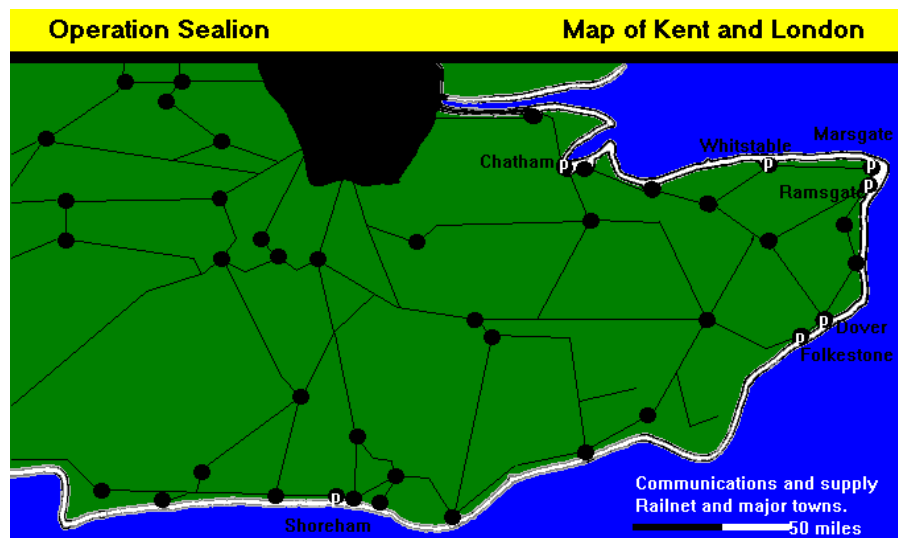 Operation Sealion
Map of Kent and London
Marsgate
Whitstable
Chatham
P
P
P
Ramsgate
P
P
Dover
P
Folkestone
Communications and supply
Railnet and major towns.
P
50 miles
Shoreham